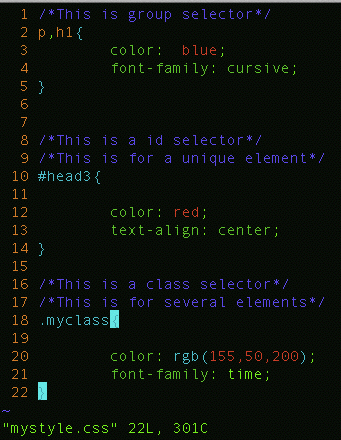 1 /*This is group selector*/
2 p,h1{
3 color:  blue;
4 font-family: cursive;
5 }
6
7
8 /*This is a id selector*/
9 /*This is for a unique element*/
10 #head3{
11
12 color: red;
13 text-align: center;
14 }
15
16 /*This is a class selector*/
17 /*This is for several elements*/
18 .myclass{
19
20 color: rgb(155,50,200);
21 font-family: time;
22 }
~
"mystyle.css" 22L, 301C